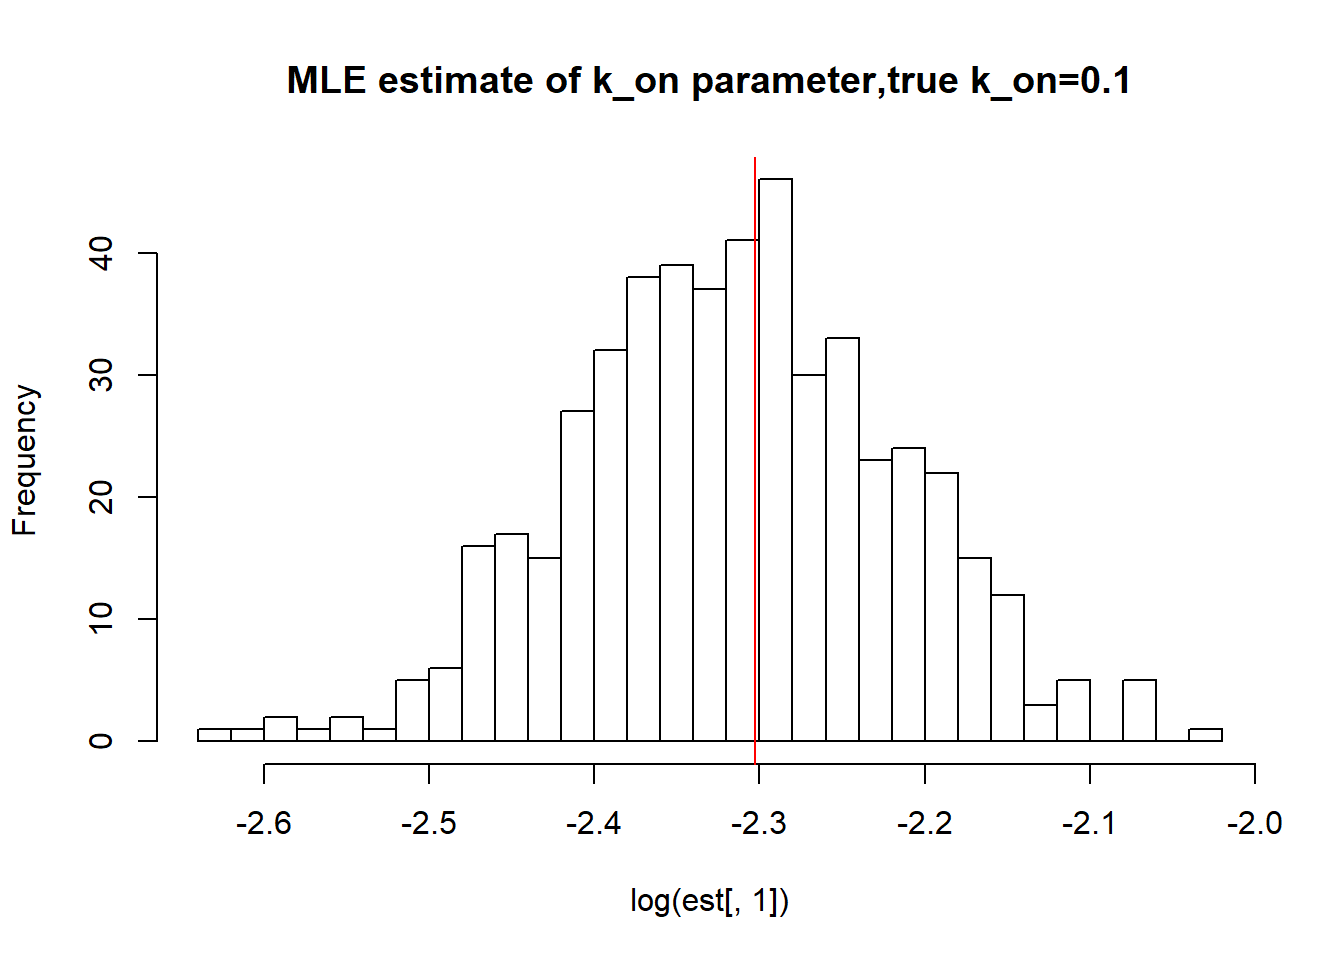 MLE estimate of k_on parameter,true k_on=0.1
Frequency
40
30
20
10
0
-2.6 -2.5 -2.4 -2.3 -2.2 -2.1 -2.0
log(est[, 1])